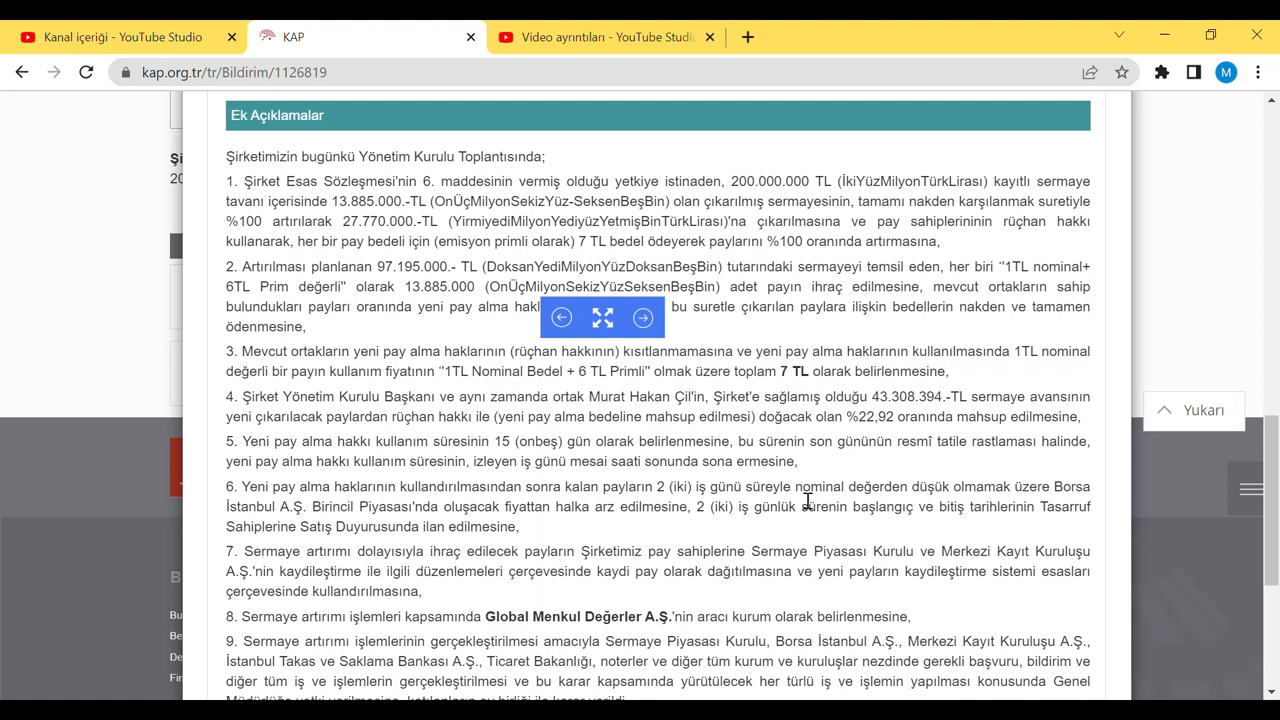 Kanal içeriği - YouTube Studio
KAP
Video ayrıntıları - YouTube Studi
kap.org.tr/tr/Bildirim/1126819
M
Ek Açıklamalar
Şi
20
Şirketimizin bugünkü Yönetim Kurulu Toplantısında;
1. Şirket Esas Sözleşmesi'nin 6. maddesinin vermiş olduğu yetkiye istinaden, 200.000.000 TL (İkiYüzMilyonTürkLirası) kayıtlı sermaye
tavanı içerisinde 13.885.000.-TL (OnÜçMilyonSekizYüz-SeksenBeşBin) olan çıkarılmış sermayesinin, tamamı nakden karşılanmak suretiyle
%100 artırılarak 27.770.000.-TL (YirmiyediMilyonYediyüzYetmişBinTürkLirası)'na çıkarılmasına ve pay sahiplerininin rüçhan hakkı
kullanarak, her bir pay bedeli için (emisyon primli olarak) 7 TL bedel ödeyerek paylarını %100 oranında artırmasına,
2. Artırılması planlanan 97.195.000.- TL (DoksanYediMilyonYüzDoksanBeşBin) tutarındaki sermayeyi temsil eden, her biri ‘'1TL nominal+
6TL Prim değerli'' olarak 13.885.000 (OnÜçMilyonSekizYüzSeksenBeşBin) adet payın ihraç edilmesine, mevcut ortakların sahip
bulundukları payları oranında yeni pay alma hakl bu suretle çıkarılan paylara ilişkin bedellerin nakden ve tamamen
ödenmesine,
3. Mevcut ortakların yeni pay alma haklarının (rüçhan hakkının) kısıtlanmamasına ve yeni pay alma haklarının kullanılmasında 1TL nominal
değerli bir payın kullanım fiyatının ‘'1TL Nominal Bedel + 6 TL Primli'' olmak üzere toplam 7 TL olarak belirlenmesine,
4. Şirket Yönetim Kurulu Başkanı ve aynı zamanda ortak Murat Hakan Çil'in, Şirket'e sağlamış olduğu 43.308.394.-TL sermaye avansının
yeni çıkarılacak paylardan rüçhan hakkı ile (yeni pay alma bedeline mahsup edilmesi) doğacak olan %22,92 oranında mahsup edilmesine,
Yukarı
5. Yeni pay alma hakkı kullanım süresinin 15 (onbeş) gün olarak belirlenmesine, bu sürenin son gününün resmî tatile rastlaması halinde,
yeni pay alma hakkı kullanım süresinin, izleyen iş günü mesai saati sonunda sona ermesine,
6. Yeni pay alma haklarının kullandırılmasından sonra kalan payların 2 (iki) iş günü süreyle nominal değerden düşük olmamak üzere Borsa
İstanbul A.Ş. Birincil Piyasası'nda oluşacak fiyattan halka arz edilmesine, 2 (iki) iş günlük sürenin başlangıç ve bitiş tarihlerinin Tasarruf
Sahiplerine Satış Duyurusunda ilan edilmesine,
7. Sermaye artırımı dolayısıyla ihraç edilecek payların Şirketimiz pay sahiplerine Sermaye Piyasası Kurulu ve Merkezi Kayıt Kuruluşu
A.Ş.'nin kaydileştirme ile ilgili düzenlemeleri çerçevesinde kaydi pay olarak dağıtılmasına ve yeni payların kaydileştirme sistemi esasları
çerçevesinde kullandırılmasına,
B
Bu
Be
De
Fin
8. Sermaye artırımı işlemleri kapsamında Global Menkul Değerler A.Ş.'nin aracı kurum olarak belirlenmesine,
9. Sermaye artırımı işlemlerinin gerçekleştirilmesi amacıyla Sermaye Piyasası Kurulu, Borsa İstanbul A.Ş., Merkezi Kayıt Kuruluşu A.Ş.,
İstanbul Takas ve Saklama Bankası A.Ş., Ticaret Bakanlığı, noterler ve diğer tüm kurum ve kuruluşlar nezdinde gerekli başvuru, bildirim ve
diğer tüm iş ve işlemlerin gerçekleştirilmesi ve bu karar kapsamında yürütülecek her türlü iş ve işlemin yapılması konusunda Genel